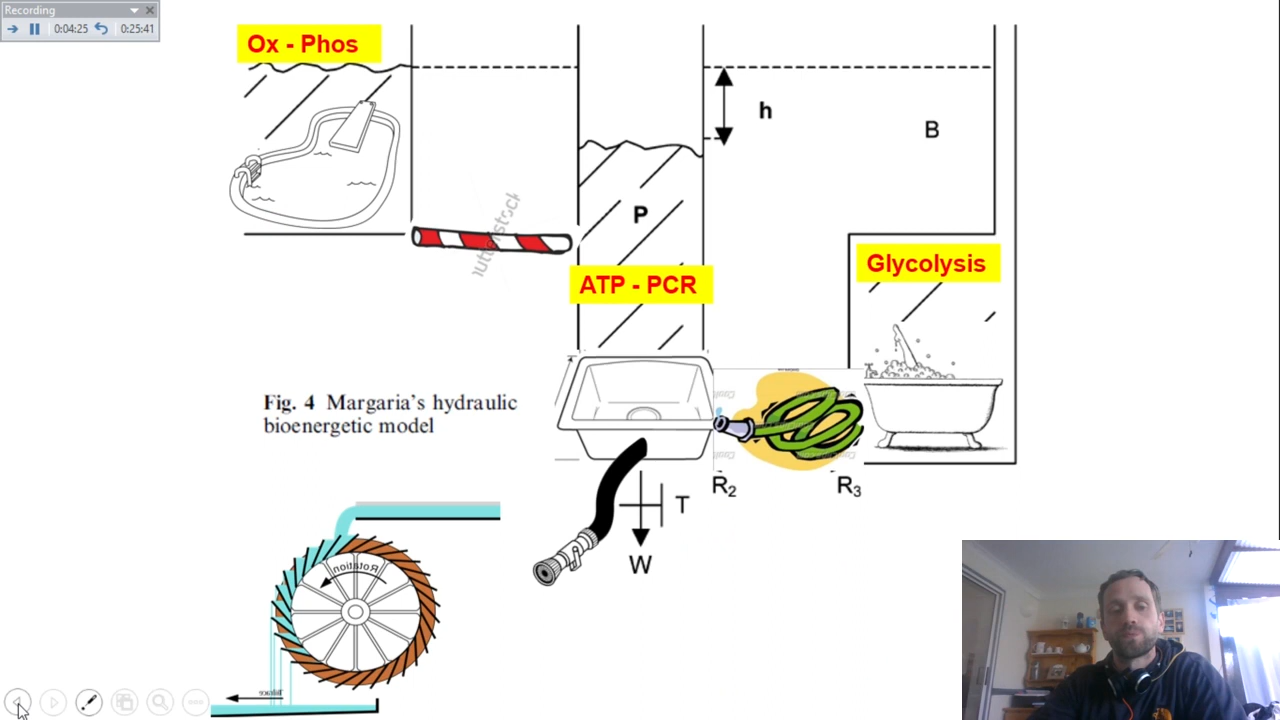 Recording
0:04:25
0:25:41
Ox - Phos
h
B
P
Glycolysis
ATP - PCR
Fig. 4 Margaria's hydraulic
bioenergetic model
R2
R3
T
W
Rotation